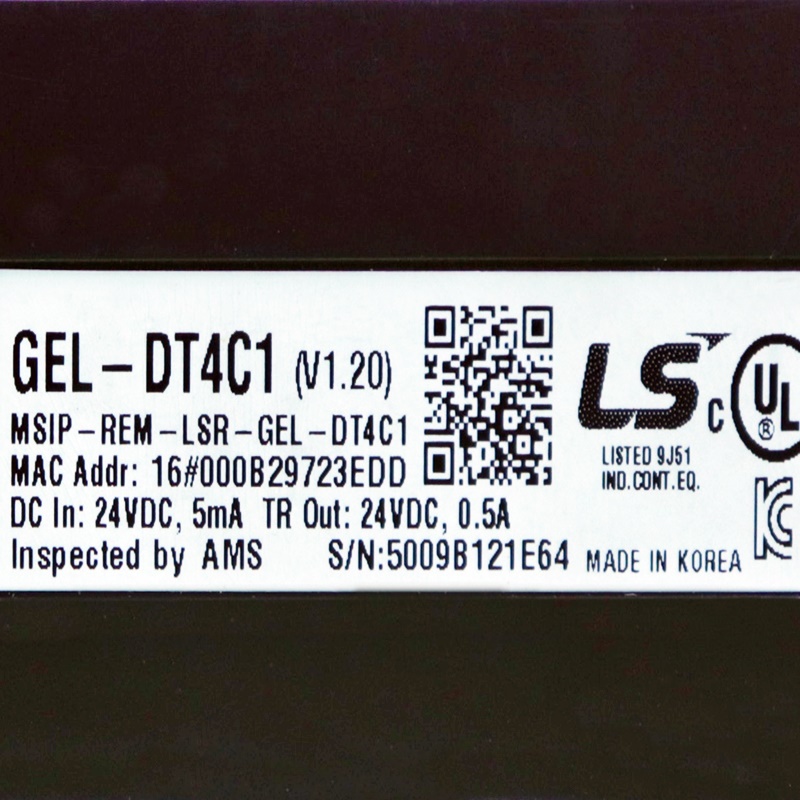 GEL-DT4C1 (V1.20)
MSIP-REM-LSR-GEL-DT4C1
MAC Addr: 16#000B29723EDD
DC In: 24VDC, 5mA TR Out: 24VDC, 0.5A
Inspected by AMS S/N:5009B121E64
LS
C UL ®
LISTED 9J51
IND.CONT.EQ.
KC
MADE IN KOREA